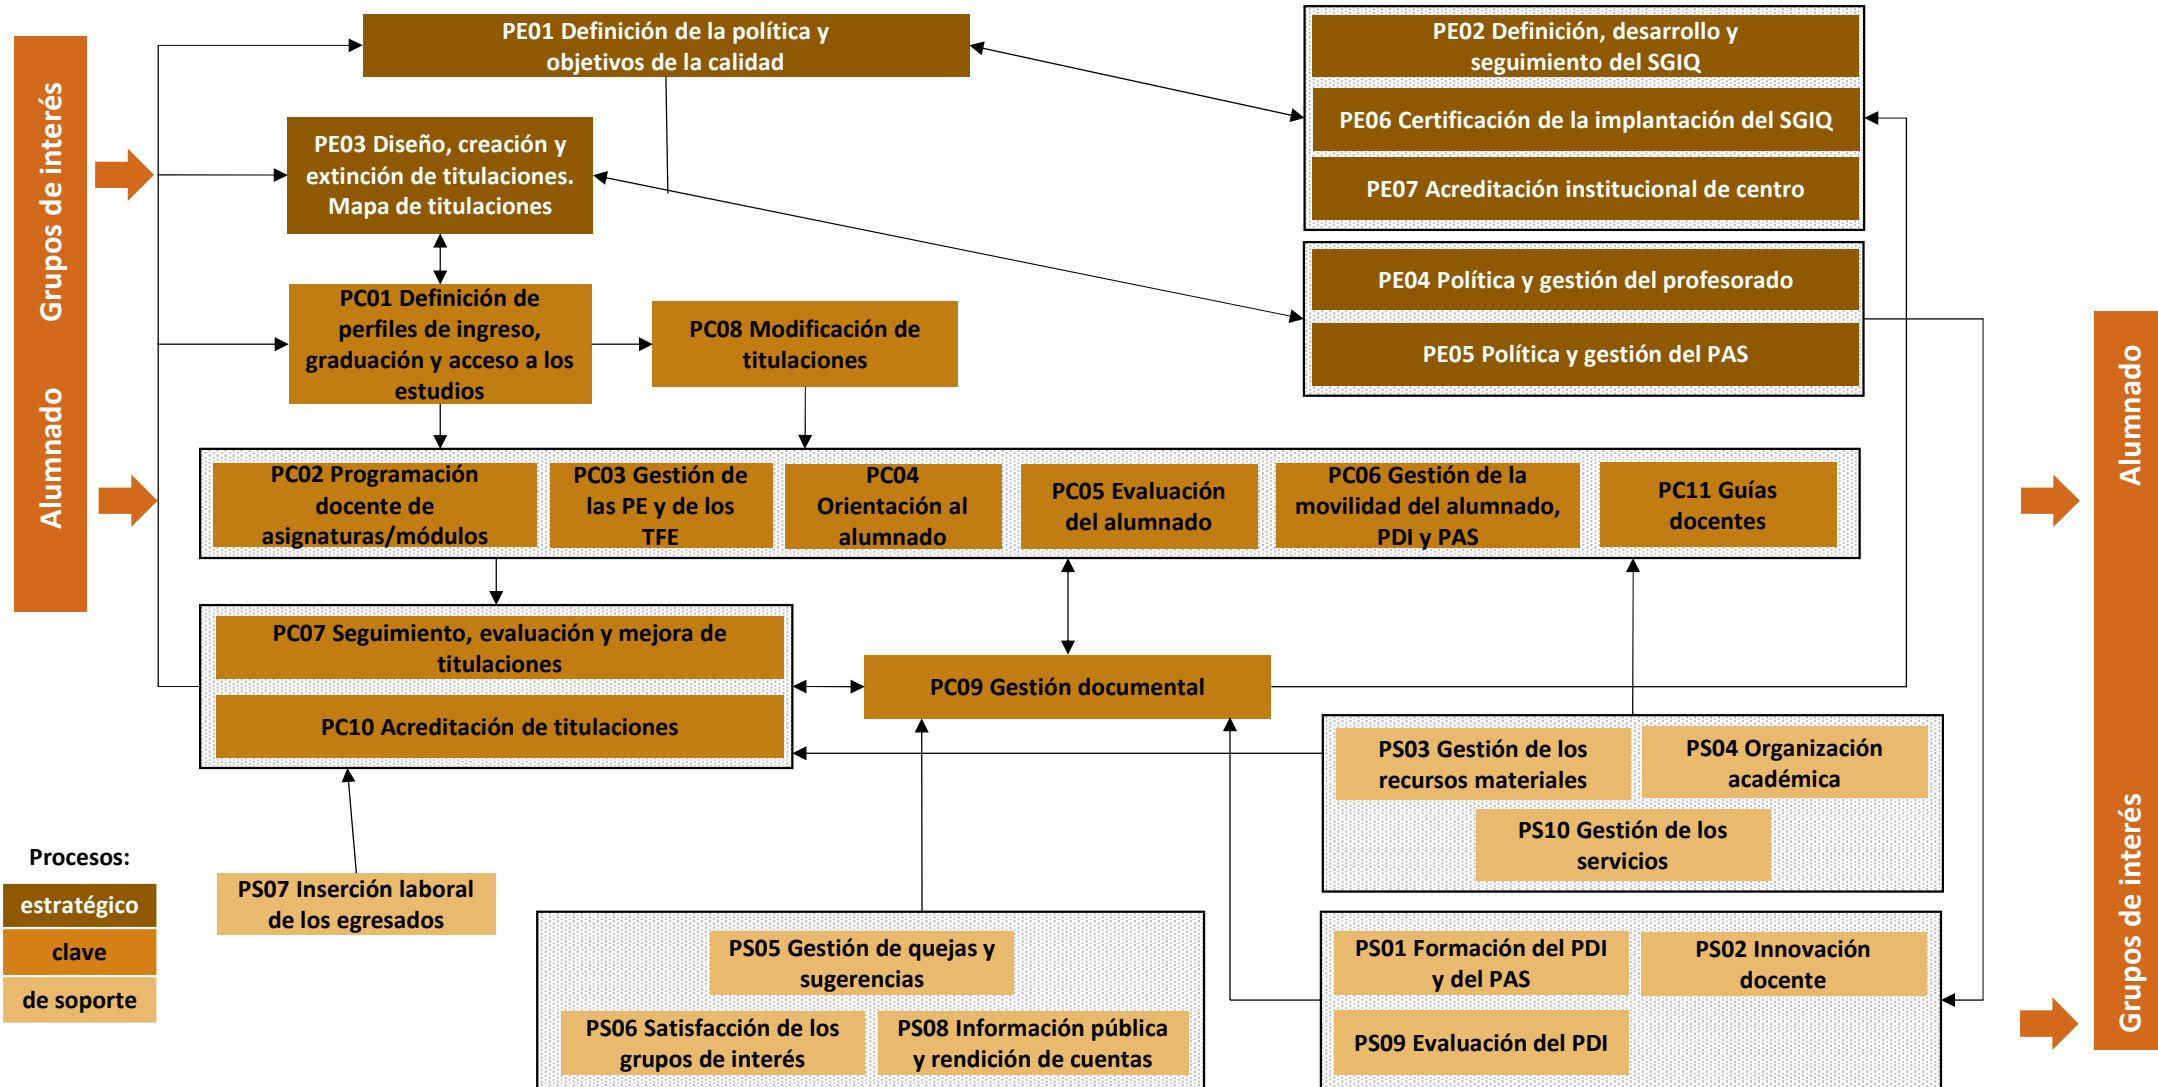 Grupos de interés
Alumnado
PE01 Definición de la política y
objetivos de la calidad
PE02 Definición, desarrollo y
seguimiento del SGIQ
PE06 Certificación de la implantación del SGIQ
PE07 Acreditación institucional de centro
PE03 Diseño, creación y
extinción de titulaciones.
Mapa de titulaciones
PE04 Política y gestión del profesorado
PE05 Política y gestión del PAS
PC01 Definición de
perfiles de ingreso,
graduación y acceso a los
estudios
PC08 Modificación de
titulaciones
PC02 Programación
docente de
asignaturas/módulos
PC03 Gestión de
las PE y de los
TFE
PC04
Orientación al
alumnado
PC05 Evaluación
del alumnado
PC06 Gestión de la
movilidad del alumnado,
PDI y PAS
PC11 Guías
docentes
PC07 Seguimiento, evaluación y mejora de
titulaciones
PC10 Acreditación de titulaciones
PC09 Gestión documental
PS03 Gestión de los
recursos materiales
PS04 Organización
académica
PS10 Gestión de los
servicios
PS07 Inserción laboral
de los egresados
PS05 Gestión de quejas y
sugerencias
PS06 Satisfacción de los
grupos de interés
PS08 Información pública
y rendición de cuentas
PS01 Formación del PDI
y del PAS
PS02 Innovación
docente
PS09 Evaluación del PDI
Procesos:
estratégico
clave
de soporte
Alumnado
Grupos de interés